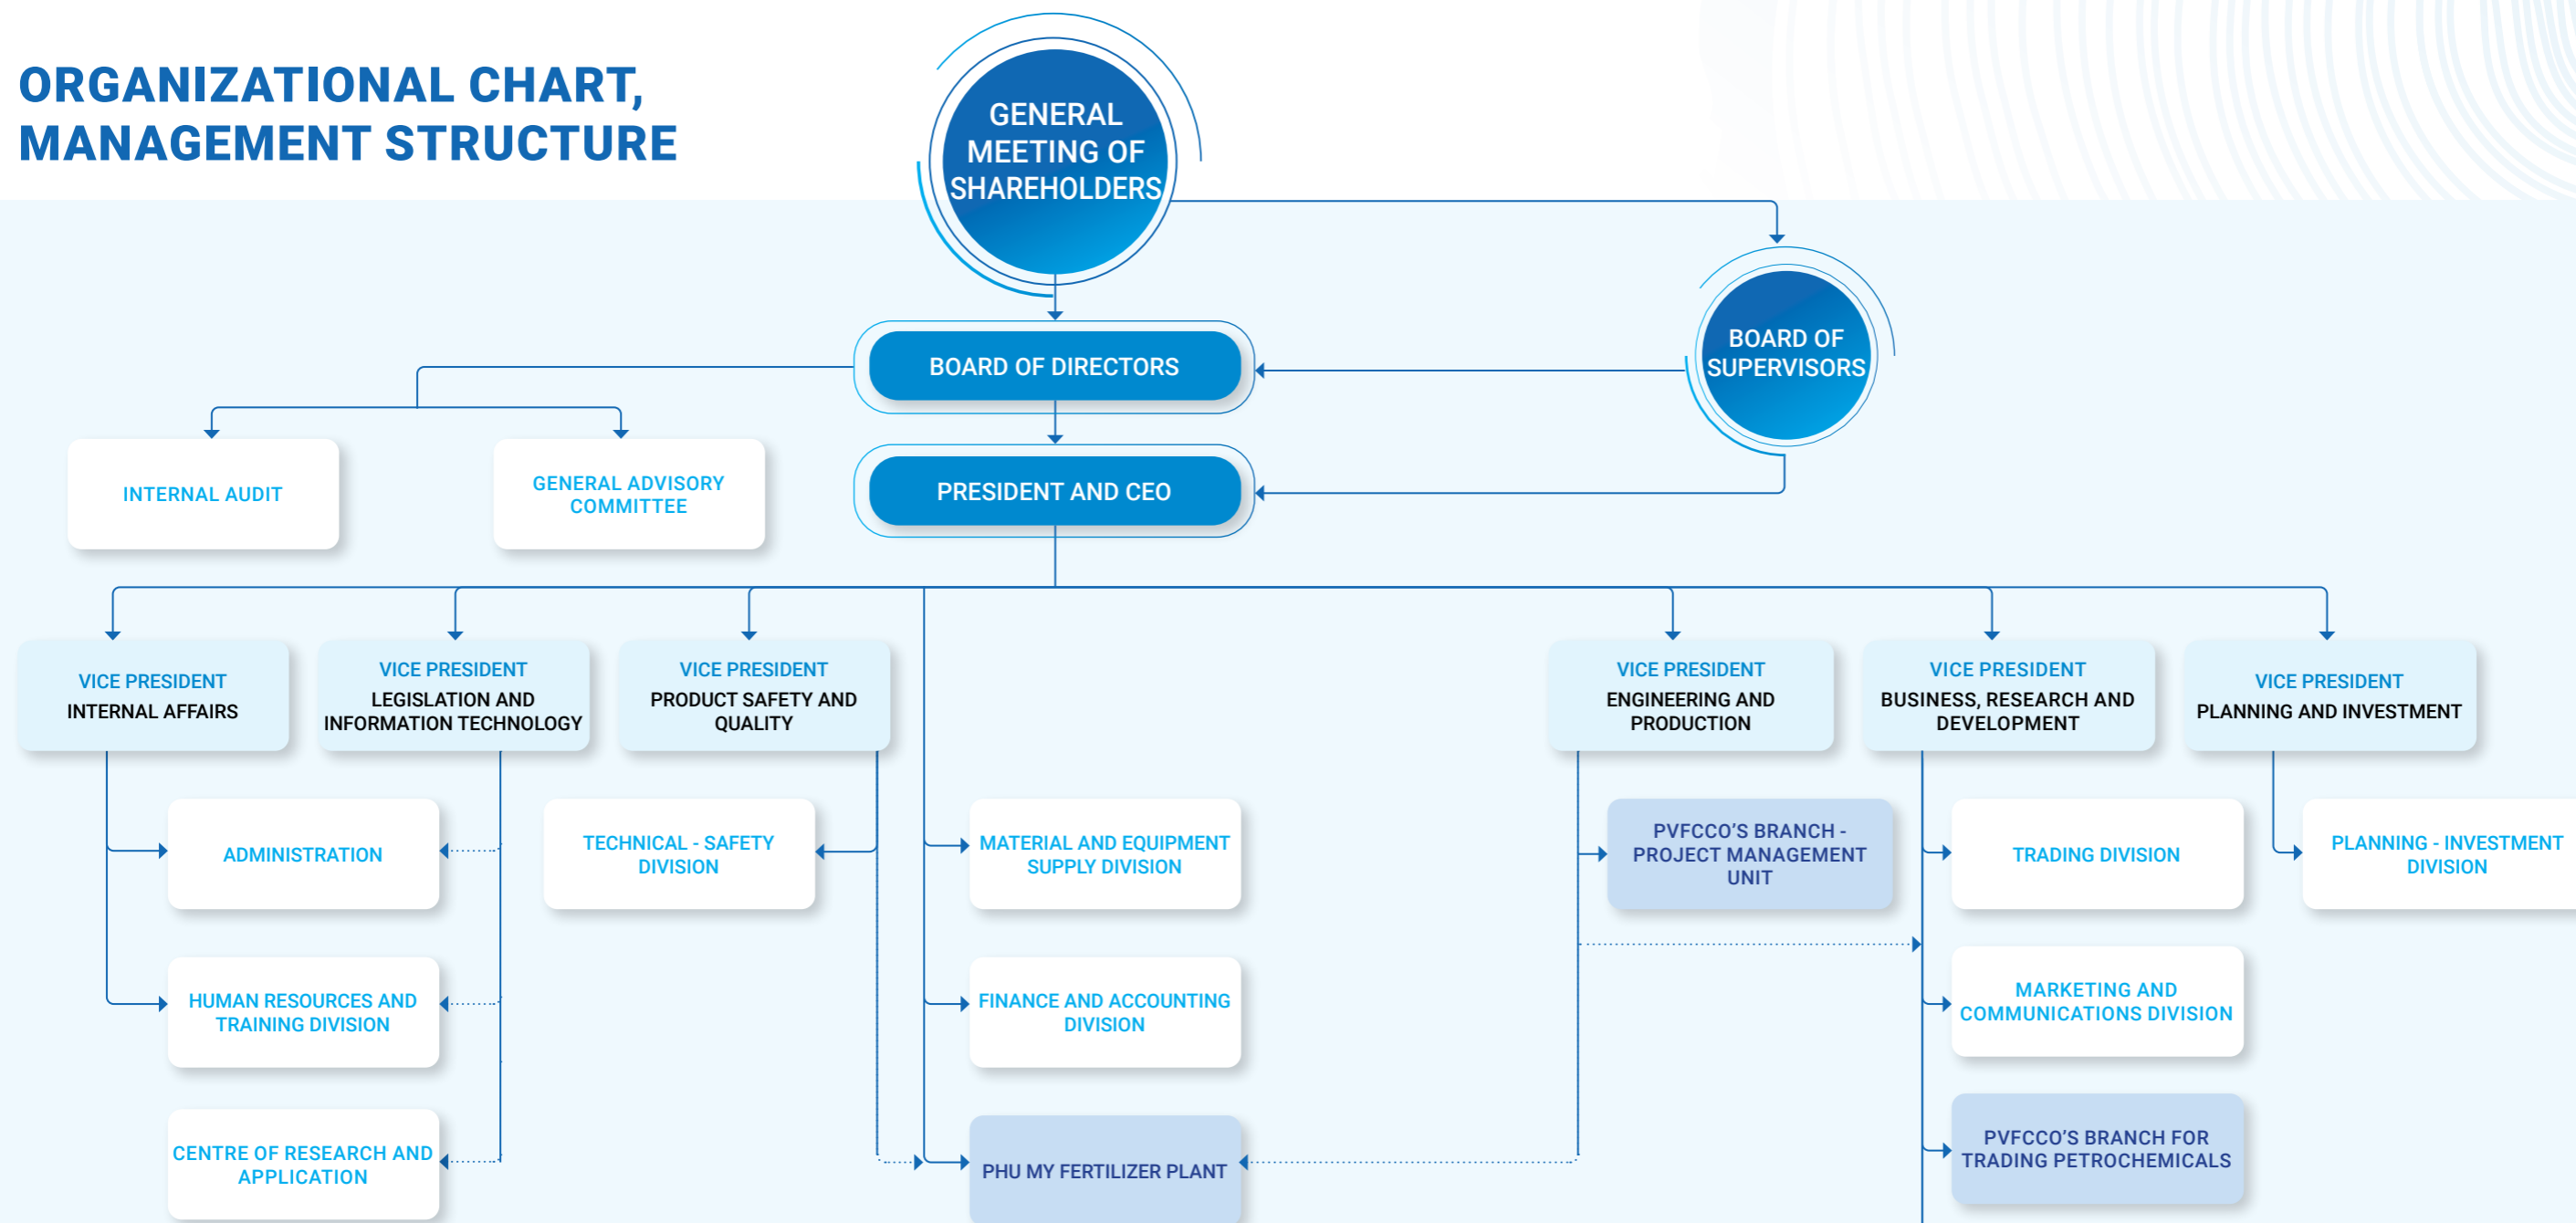 ORGANIZATIONAL CHART,
MANAGEMENT STRUCTURE
GENERAL
MEETING OF
SHAREHOLDERS
BOARD OF
SUPERVISORS
BOARD OF DIRECTORS
PRESIDENT AND CEO
INTERNAL AUDIT
GENERAL ADVISORY
COMMITTEE
VICE PRESIDENT
INTERNAL AFFAIRS
VICE PRESIDENT
LEGISLATION AND
INFORMATION TECHNOLOGY
VICE PRESIDENT
PRODUCT SAFETY AND
QUALITY
VICE PRESIDENT
ENGINEERING AND
PRODUCTION
VICE PRESIDENT
BUSINESS, RESEARCH AND
DEVELOPMENT
VICE PRESIDENT
PLANNING AND INVESTMENT
ADMINISTRATION
TECHNICAL - SAFETY
DIVISION
MATERIAL AND EQUIPMENT
SUPPLY DIVISION
PVFCCO'S BRANCH -
PROJECT MANAGEMENT
UNIT
TRADING DIVISION
PLANNING - INVESTMENT
DIVISION
HUMAN RESOURCES AND
TRAINING DIVISION
FINANCE AND ACCOUNTING
DIVISION
MARKETING AND
COMMUNICATIONS DIVISION
CENTRE OF RESEARCH AND
APPLICATION
PHU MY FERTILIZER PLANT
PVFCCO'S BRANCH FOR
TRADING PETROCHEMICALS